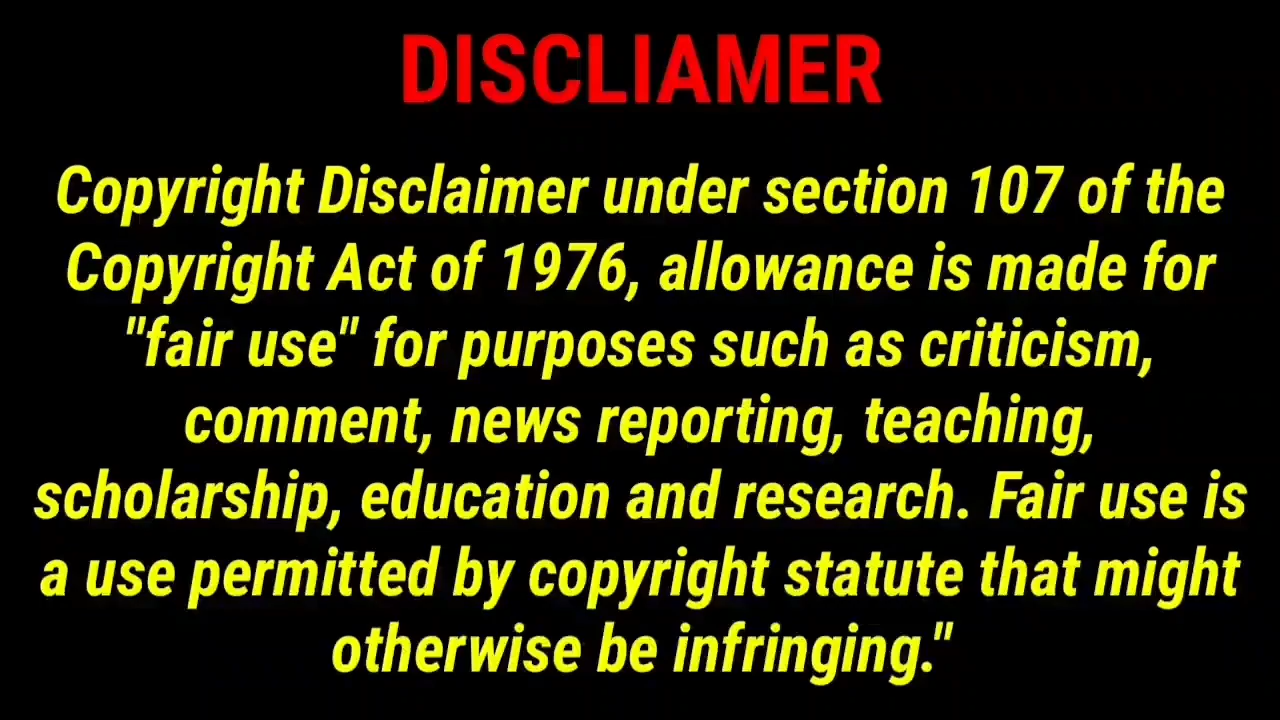 DISCLIAMER
Copyright Disclaimer under section 107 of the
Copyright Act of 1976, allowance is made for
"fair use" for purposes such as criticism,
comment, news reporting, teaching,
scholarship, education and research. Fair use is
a use permitted by copyright statute that might
otherwise be infringing."